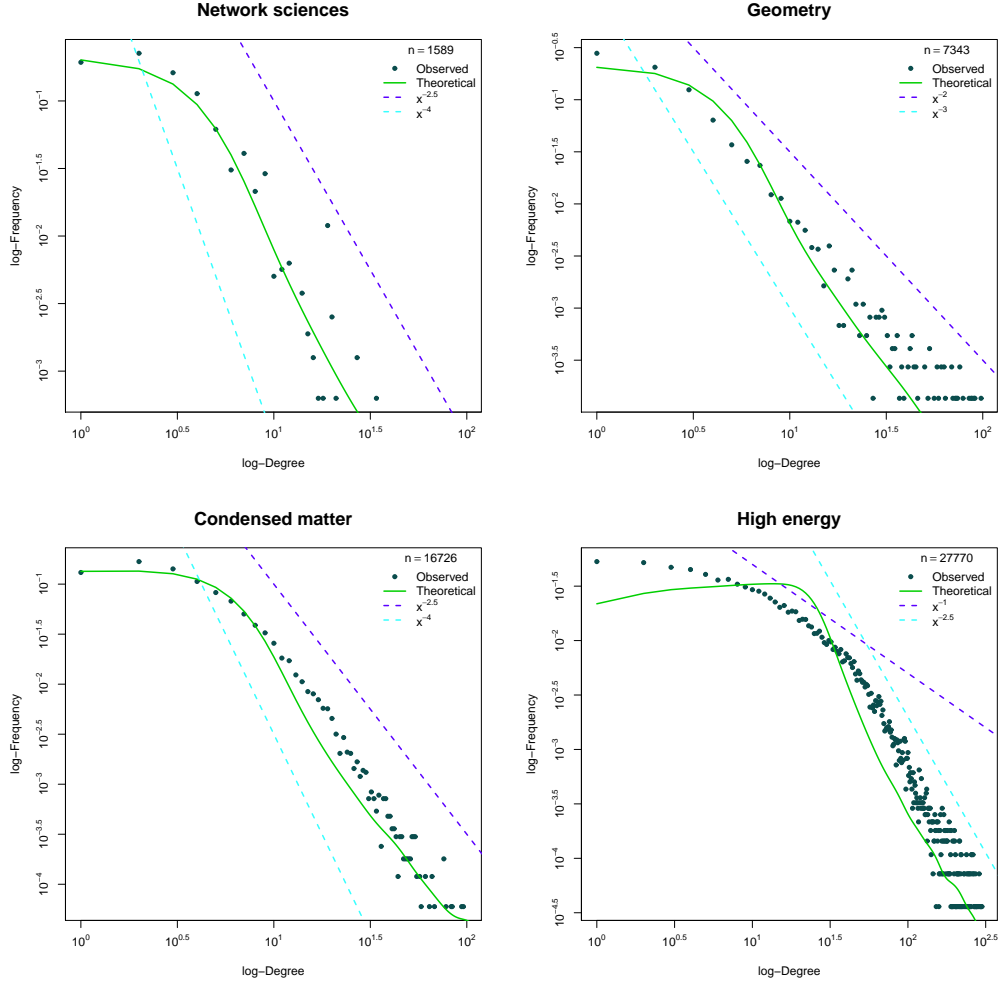 Network sciences
n = 1589
Observed
Theoretical
x^−2.5
x^−4
log−Frequency
10^−1
10^−1.5
10^−2
10^−2.5
10^−3
10^0
10^0.5
10^1
10^1.5
10^2
log−Degree
Geometry
n = 7343
Observed
Theoretical
x^−2
x^−3
log−Frequency
10^−0.5
10^−1
10^−1.5
10^−2
10^−2.5
10^−3
10^−3.5
10^0
10^0.5
10^1
10^1.5
10^2
log−Degree
Condensed matter
n = 16726
Observed
Theoretical
x^−2.5
x^−4
log−Frequency
10^−1
10^−1.5
10^−2
10^−2.5
10^−3
10^−3.5
10^−4
10^0
10^0.5
10^1
10^1.5
10^2
log−Degree
High energy
n = 27770
Observed
Theoretical
x^−1
x^−2.5
log−Frequency
10^−1.5
10^−2
10^−2.5
10^−3
10^−3.5
10^−4
10^−4.5
10^0
10^0.5
10^1
10^1.5
10^2
10^2.5
log−Degree